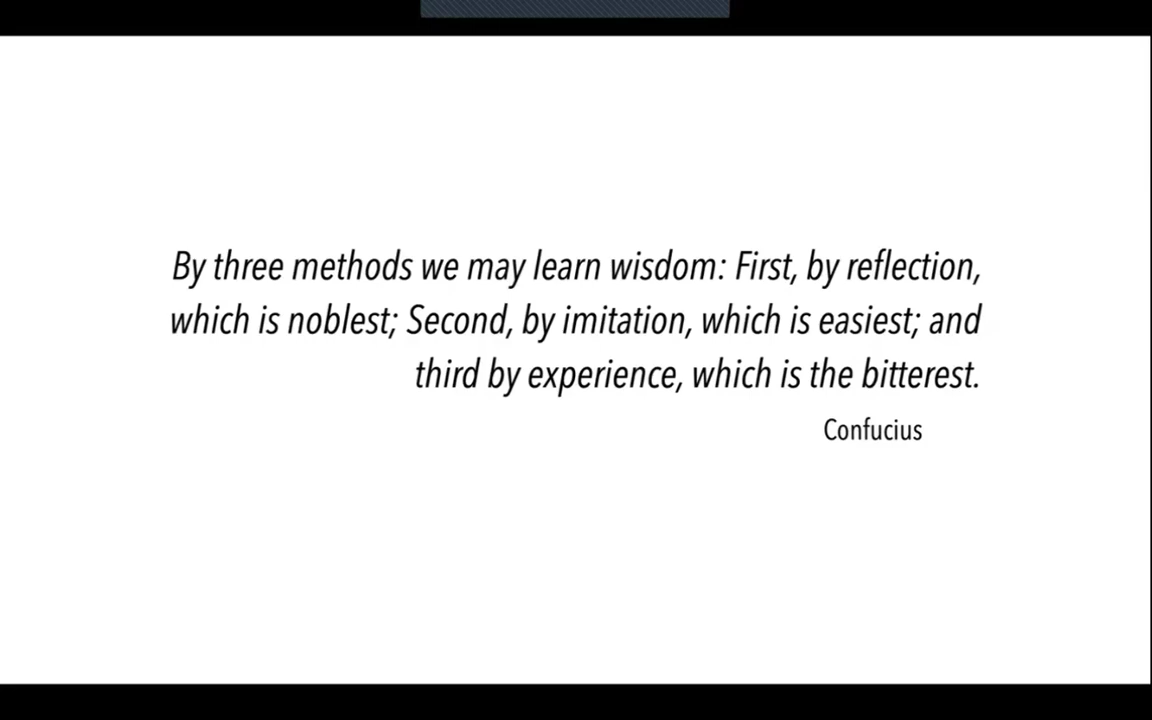 By three methods we may learn wisdom: First, by reflection,
which is noblest; Second, by imitation, which is easiest; and
third by experience, which is the bitterest.
Confucius